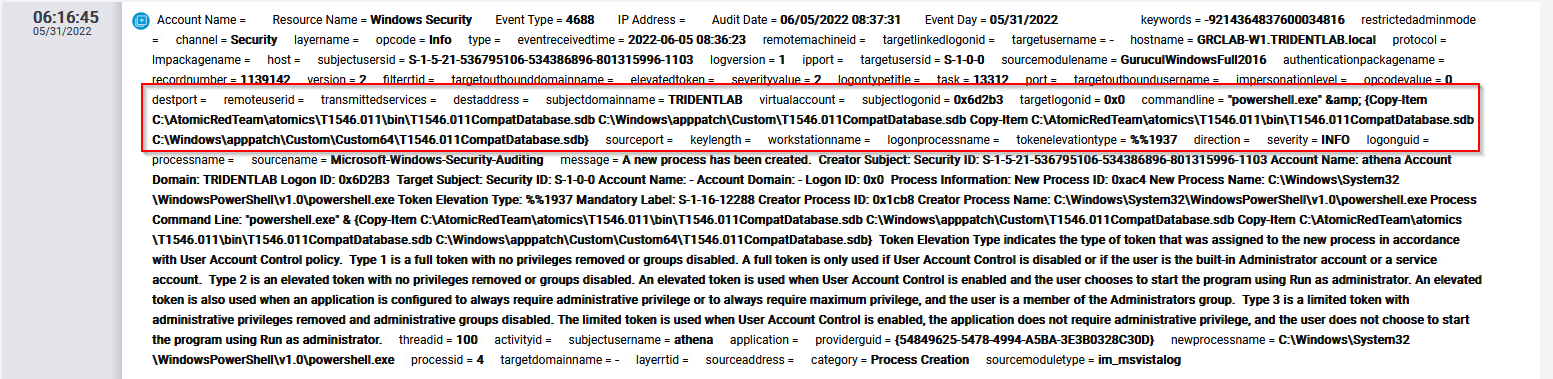 06:16:45
05/31/2022
Account Name = Resource Name = Windows Security Event Type = 4688 IP Address = Audit Date = 06/05/2022 08:37:31 Event Day = 05/31/2022 keywords = -9214364837600034816 restrictedadminmode
= channel = Security layername = opcode = Info type = eventreceivedtime = 2022-06-05 08:36:23 remotemachineid = targetlinkedlogonid = targetusername = - hostname = GRCLAB-W1.TRIDENTLAB.local protocol =
lmpackagename = host = subjectusersid = S-1-5-21-536795106-534386896-801315996-1103 logversion = 1 ipport = targetusersid = S-1-0-0 sourcemodulename = GuruculWindowsFull2016 authenticationpackagename =
recordnumber = 1139142 version = 2 filterrtid = targetoutbounddomainname = elevatedtoken = severityvalue = 2 logontypetitle = task = 13312 port = targetoutboundusername = impersonationlevel = opcodevalue = 0
destport = remoteuserid = transmittedservices = destaddress = subjectdomainname = TRIDENTLAB virtualaccount = subjectlogonid = 0x6d2b3 targetlogonid = 0x0 commandline = "powershell.exe" &amp; {Copy-Item
C:\AtomicRedTeam\atomics\T1546.011\bin\T1546.011CompatDatabase.sdb C:\Windows\apppatch\Custom\T1546.011CompatDatabase.sdb Copy-Item C:\AtomicRedTeam\atomics\T1546.011\bin\T1546.011CompatDatabase.sdb
C:\Windows\apppatch\Custom\Custom64\T1546.011CompatDatabase.sdb} sourceport = keylength = workstationname = logonprocessname = tokenelevationtype = %%1937 direction = severity = INFO logonguid =
processname = sourcename = Microsoft-Windows-Security-Auditing message = A new process has been created. Creator Subject: Security ID: S-1-5-21-536795106-534386896-801315996-1103 Account Name: athena Account
Domain: TRIDENTLAB Logon ID: 0x6D2B3 Target Subject: Security ID: S-1-0-0 Account Name: - Account Domain: - Logon ID: 0x0 Process Information: New Process ID: 0xac4 New Process Name: C:\Windows\System32
\WindowsPowerShell\v1.0\powershell.exe Token Elevation Type: %%1937 Mandatory Label: S-1-16-12288 Creator Process ID: 0x1cb8 Creator Process Name: C:\Windows\System32\WindowsPowerShell\v1.0\powershell.exe Process
Command Line: "powershell.exe" & {Copy-Item C:\AtomicRedTeam\atomics\T1546.011\bin\T1546.011CompatDatabase.sdb C:\Windows\apppatch\Custom\T1546.011CompatDatabase.sdb Copy-Item C:\AtomicRedTeam\atomics
\T1546.011\bin\T1546.011CompatDatabase.sdb C:\Windows\apppatch\Custom\Custom64\T1546.011CompatDatabase.sdb} Token Elevation Type indicates the type of token that was assigned to the new process in accordance
with User Account Control policy. Type 1 is a full token with no privileges removed or groups disabled. A full token is only used if User Account Control is disabled or if the user is the built-in Administrator account or a service
account. Type 2 is an elevated token with no privileges removed or groups disabled. An elevated token is used when User Account Control is enabled and the user chooses to start the program using Run as administrator. An elevated
token is also used when an application is configured to always require administrative privilege or to always require maximum privilege, and the user is a member of the Administrators group. Type 3 is a limited token with
administrative privileges removed and administrative groups disabled. The limited token is used when User Account Control is enabled, the application does not require administrative privilege, and the user does not choose to start
the program using Run as administrator. threadid = 100 activityid = subjectusername = athena application = providerguid = {54849625-5478-4994-A5BA-3E3B0328C30D} newprocessname = C:\Windows\System32
\WindowsPowerShell\v1.0\powershell.exe processid = 4 targetdomainname = - layerrtid = sourceaddress = category = Process Creation sourcemoduletype = im_msvistalog